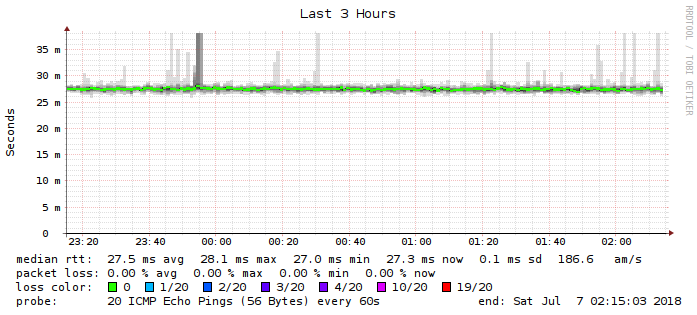 Last 3 Hours
RRDTOOL / TOBI OETIKER
Seconds
35 m
30 m
25 m
20 m
15 m
10 m
5 m
0
23:20 23:40 00:00 00:20 00:40 01:00 01:20 01:40 02:00
median rtt: 27.5 ms avg 28.1 ms max 27.0 ms min 27.3 ms now 0.1 ms sd 186.6 am/s
packet loss: 0.00 % avg 0.00 % max 0.00 % min 0.00 % now
loss color: 0 1/20 2/20 3/20 4/20 10/20 19/20
probe: 20 ICMP Echo Pings (56 Bytes) every 60s end: Sat Jul 7 02:15:03 2018